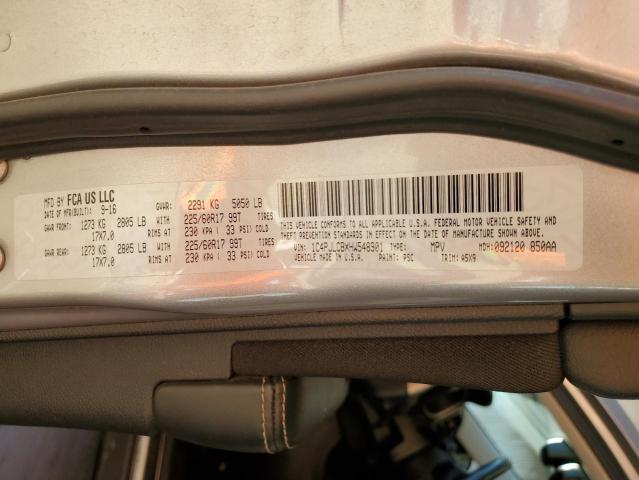 MFD BY FCA US LLC
DATE OF MFR(BUILT): 9-16
GVWR: 2291 KG 5050 LB
GAWR FRONT: 1273 KG 2805 LB WITH 225/60R17 99T TIRES
17X7.0 RIMS AT 230 KPA ( 33 PSI) COLD
GAWR REAR: 1273 KG 2805 LB WITH 225/60R17 99T TIRES
17X7.0 RIMS AT 230 KPA ( 33 PSI) COLD
THIS VEHICLE CONFORMS TO ALL APPLICABLE U.S.A. FEDERAL MOTOR VEHICLE SAFETY AND
THEFT PREVENTION STANDARDS IN EFFECT ON THE DATE OF MANUFACTURE SHOWN ABOVE.
VIN: TYPE: MPV MDH: 092120 850AA
VEHICLE MADE IN U.S.A. PAINT: PSC TRIM: A5X9